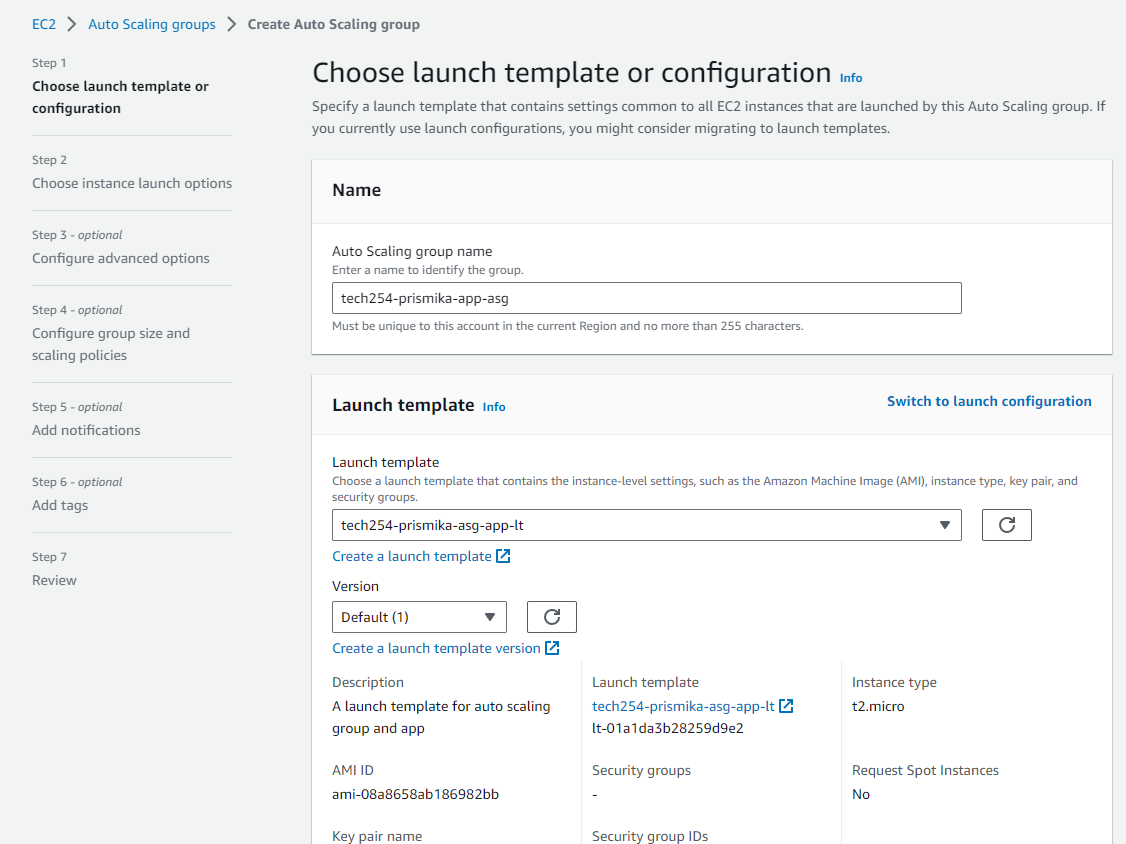 EC2 > Auto Scaling groups > Create Auto Scaling group
Step 1
Choose launch template or
configuration
Step 2
Choose instance launch options
Step 3 - optional
Configure advanced options
Step 4 - optional
Configure group size and
scaling policies
Step 5 - optional
Add notifications
Step 6 - optional
Add tags
Step 7
Review
Choose launch template or configuration Info
Specify a launch template that contains settings common to all EC2 instances that are launched by this Auto Scaling group. If
you currently use launch configurations, you might consider migrating to launch templates.
Name
Auto Scaling group name
Enter a name to identify the group.
tech254-prismika-app-asg
Must be unique to this account in the current Region and no more than 255 characters.
Launch template Info
Switch to launch configuration
Launch template
Choose a launch template that contains the instance-level settings, such as the Amazon Machine Image (AMI), instance type, key pair, and
security groups.
tech254-prismika-asg-app-lt
Create a launch template
Version
Default (1)
Create a launch template version
Description
A launch template for auto scaling
group and app
Launch template
tech254-prismika-asg-app-lt
lt-01a1da3b28259d9e2
Instance type
t2.micro
AMI ID
ami-08a8658ab186982bb
Security groups
-
Request Spot Instances
No
Key pair name
Security group IDs